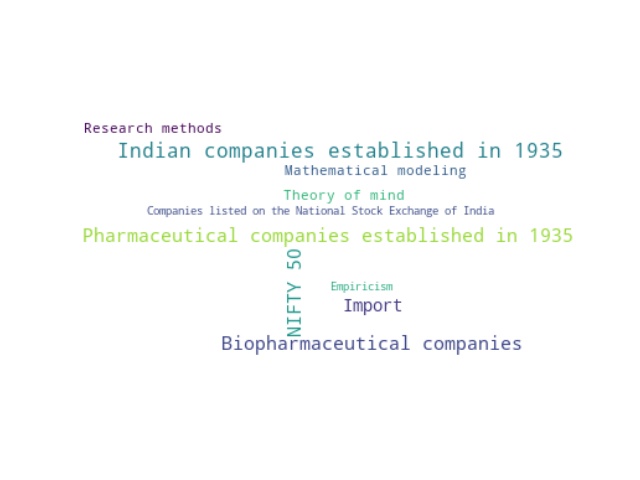 Research methods
Indian companies established in 1935
Mathematical modeling
Theory of mind
Companies listed on the National Stock Exchange of India
Pharmaceutical companies established in 1935
NIFTY 50
Empiricism
Import
Biopharmaceutical companies